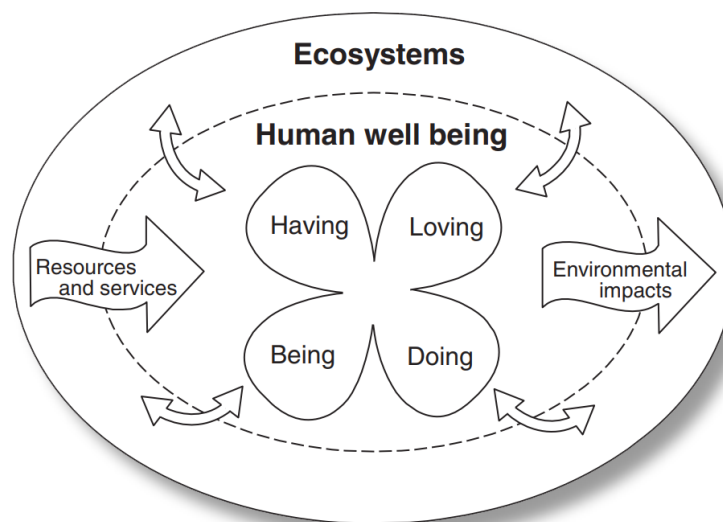 Ecosystems
Human well being
Having
Loving
Resources
and services
Environmental
impacts
Being
Doing